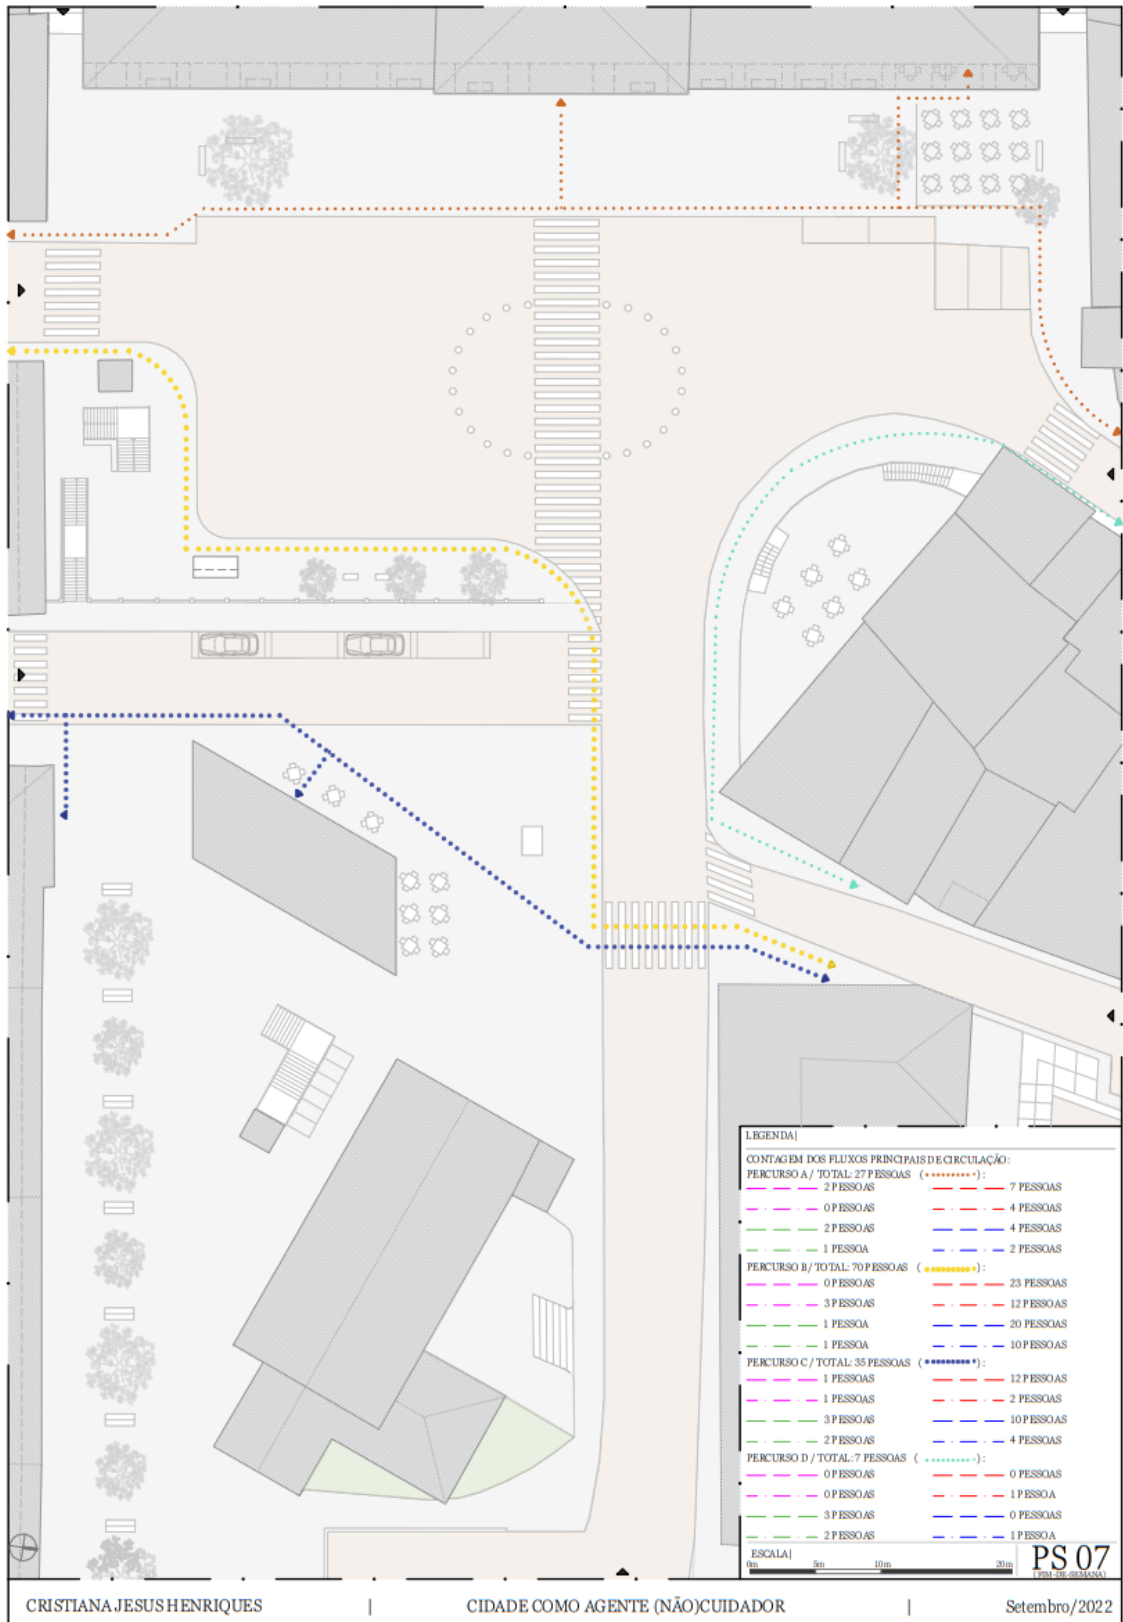 LEGENDA|
CONTAGEM DOS FLUXOS PRINCIPAIS DE CIRCULAÇÃO:
PERCURSO A / TOTAL: 27 PESSOAS ( ):
2 PESSOAS 7 PESSOAS
0 PESSOAS 4 PESSOAS
2 PESSOAS 4 PESSOAS
1 PESSOA 2 PESSOAS
PERCURSO B / TOTAL: 70 PESSOAS ( ):
0 PESSOAS 23 PESSOAS
3 PESSOAS 12 PESSOAS
1 PESSOA 20 PESSOAS
1 PESSOA 10 PESSOAS
PERCURSO C / TOTAL: 35 PESSOAS ( ):
1 PESSOAS 12 PESSOAS
1 PESSOAS 2 PESSOAS
3 PESSOAS 10 PESSOAS
2 PESSOAS 4 PESSOAS
PERCURSO D / TOTAL: 7 PESSOAS ( ):
0 PESSOAS 0 PESSOAS
0 PESSOAS 1 PESSOA
3 PESSOAS 0 PESSOAS
2 PESSOAS 1 PESSOA
ESCALA|
0m 5m 10m 20m
PS 07
(FIM-DE-SEMANA)
CRISTIANA JESUS HENRIQUES | CIDADE COMO AGENTE (NÃO)CUIDADOR | Setembro/2022